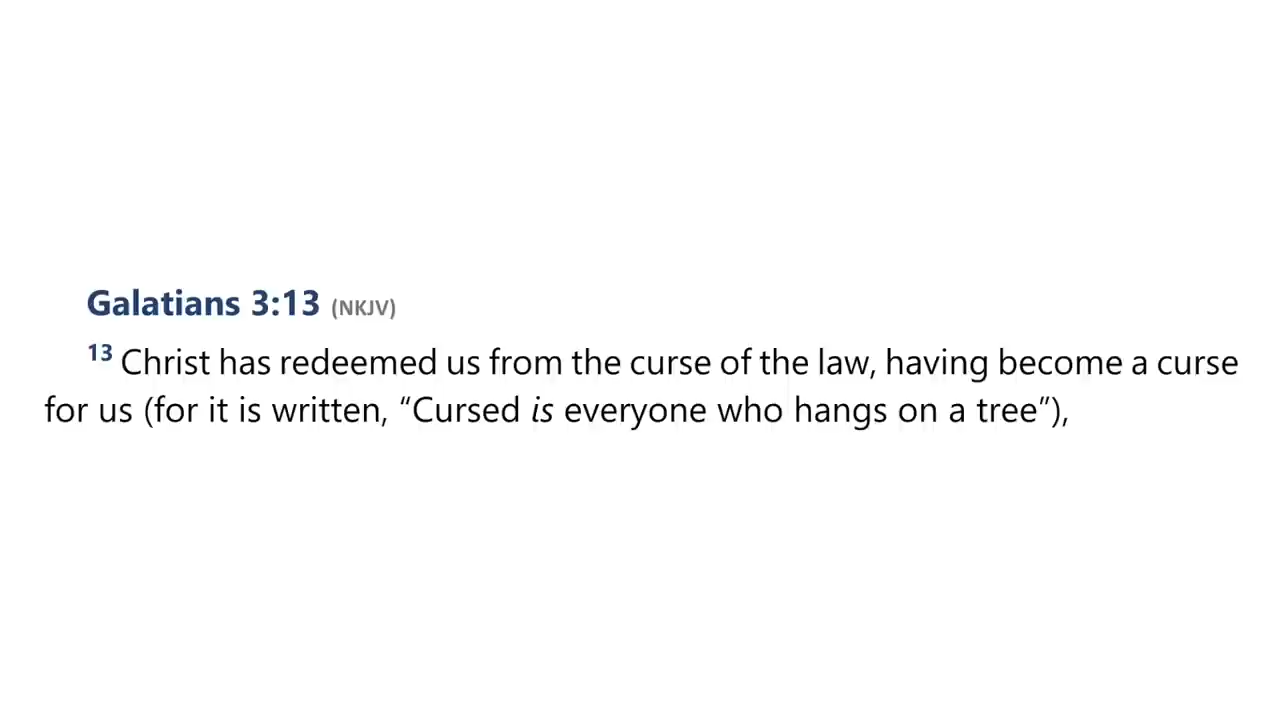 Galatians 3:13 (NKJV)
13 Christ has redeemed us from the curse of the law, having become a curse
for us (for it is written, “Cursed is everyone who hangs on a tree”),